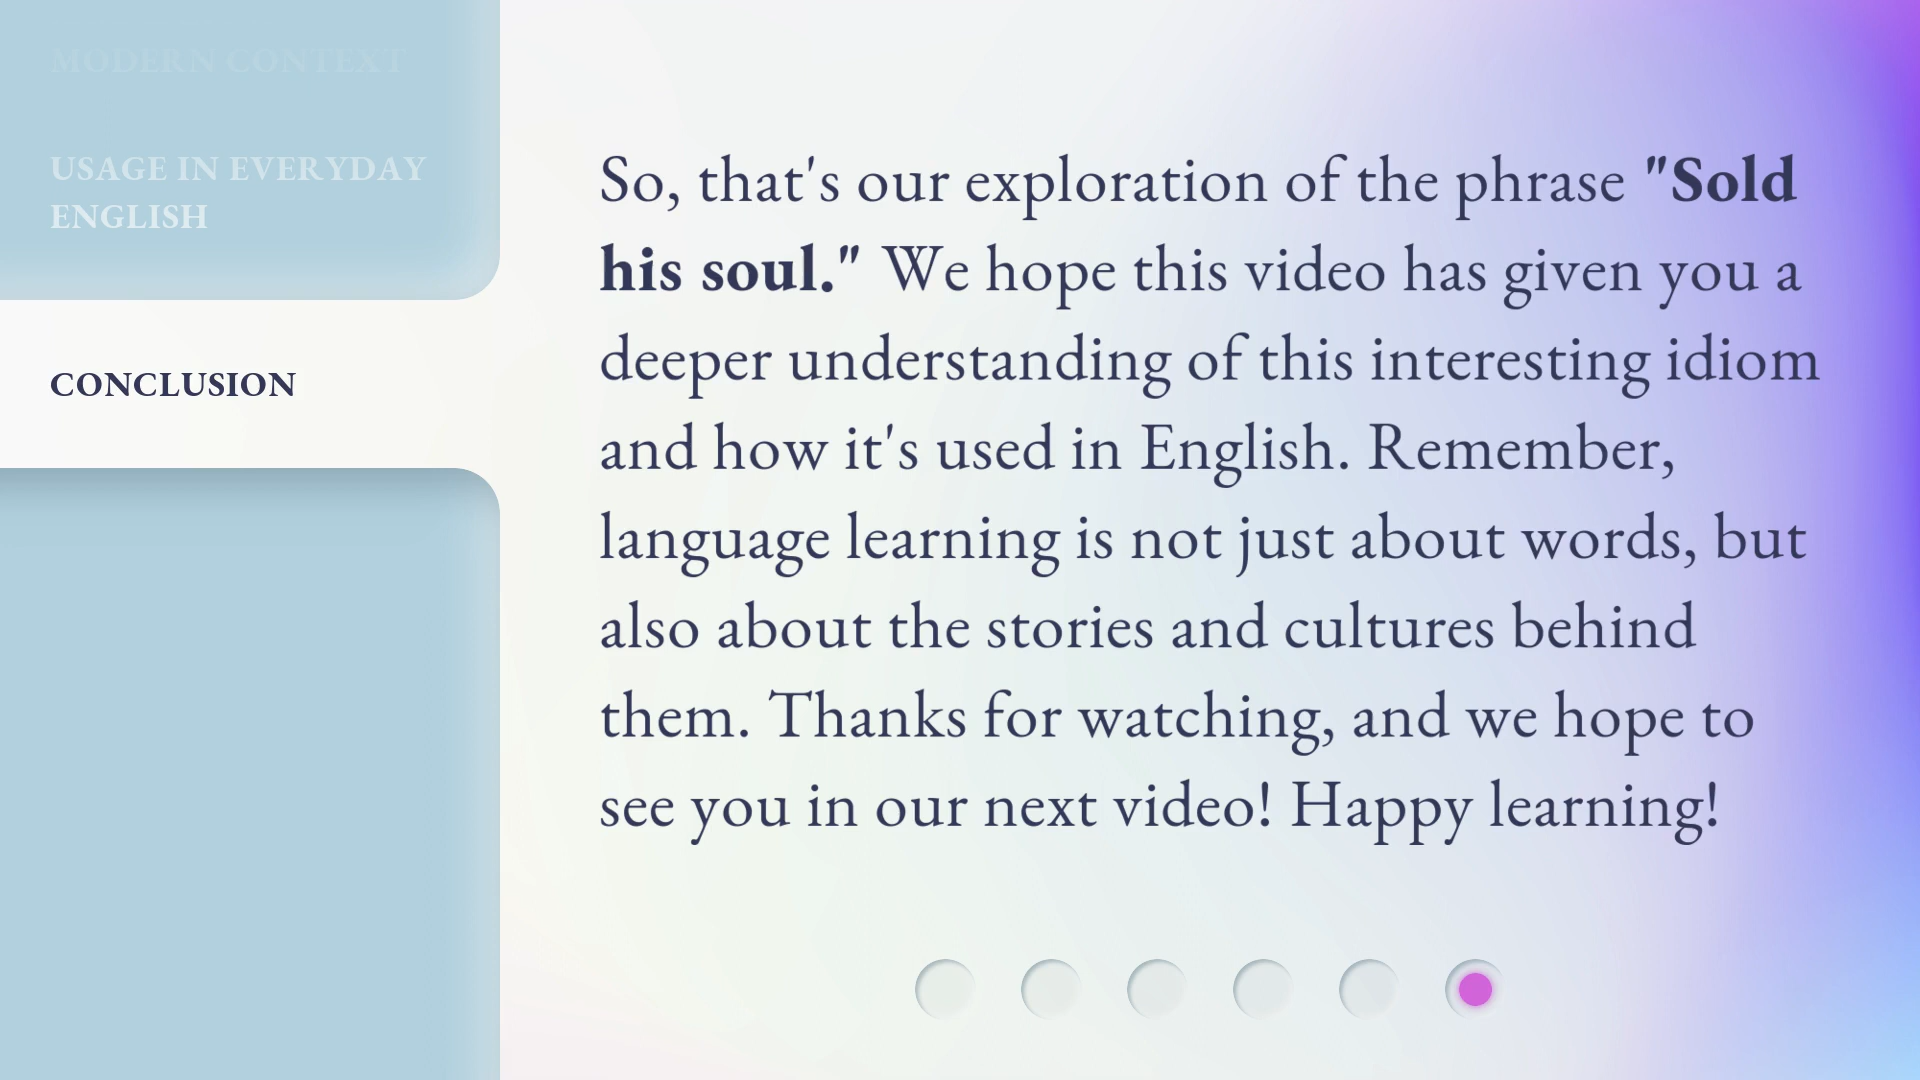 MODERN CONTEXT
USAGE IN EVERYDAY
ENGLISH
CONCLUSION
So, that's our exploration of the phrase "Sold
his soul." We hope this video has given you a
deeper understanding of this interesting idiom
and how it's used in English. Remember,
language learning is not just about words, but
also about the stories and cultures behind
them. Thanks for watching, and we hope to
see you in our next video! Happy learning!